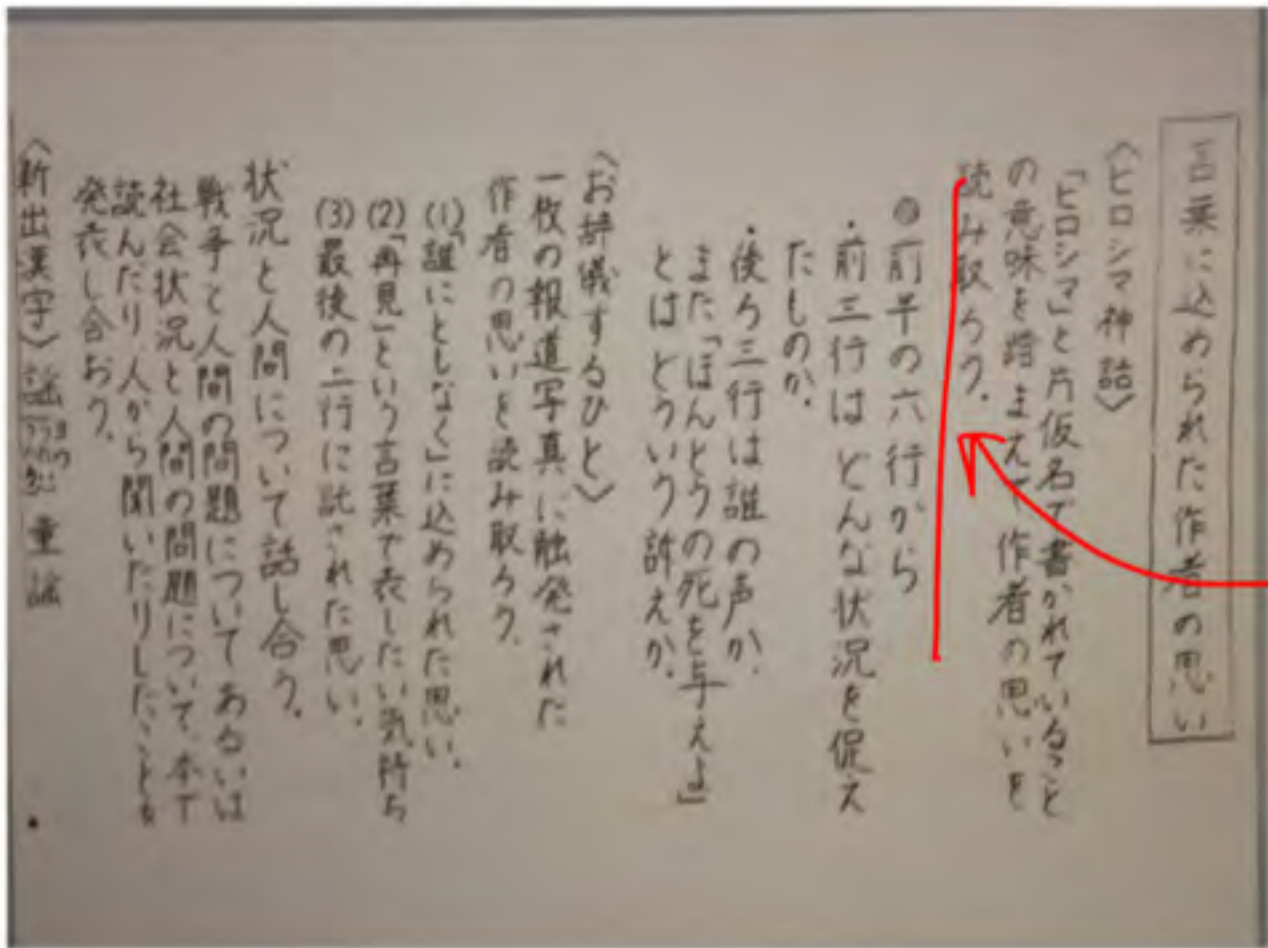 言葉に込められた作者の思い
〈ヒロシマ神話〉
「ヒロシマ」と片仮名で書かれていること
の意味を踏まえて作者の思いを
読み取ろう。
前半の六行から
・前三行はどんな状況を促え
たものか。
・後ろ三行は誰の声か。
また「ほんとうの死を与えよ」
とはどういう訴えか。
〈お辞儀するひと〉
一枚の報道写真に触発された
作者の思いを読み取ろう。
(1)「誰にとしなく」に込められた思い。
(2)「再見」という言葉で表したい気持ち
(3)最後の二行に託された思い。
状況と人間について話し合う。
戦争と人間の問題についてあるいは
社会状況と人間の問題について、本で
読んだり人から聞いたりしたことを
発表し合おう。
〈新出漢字〉謡 童謡